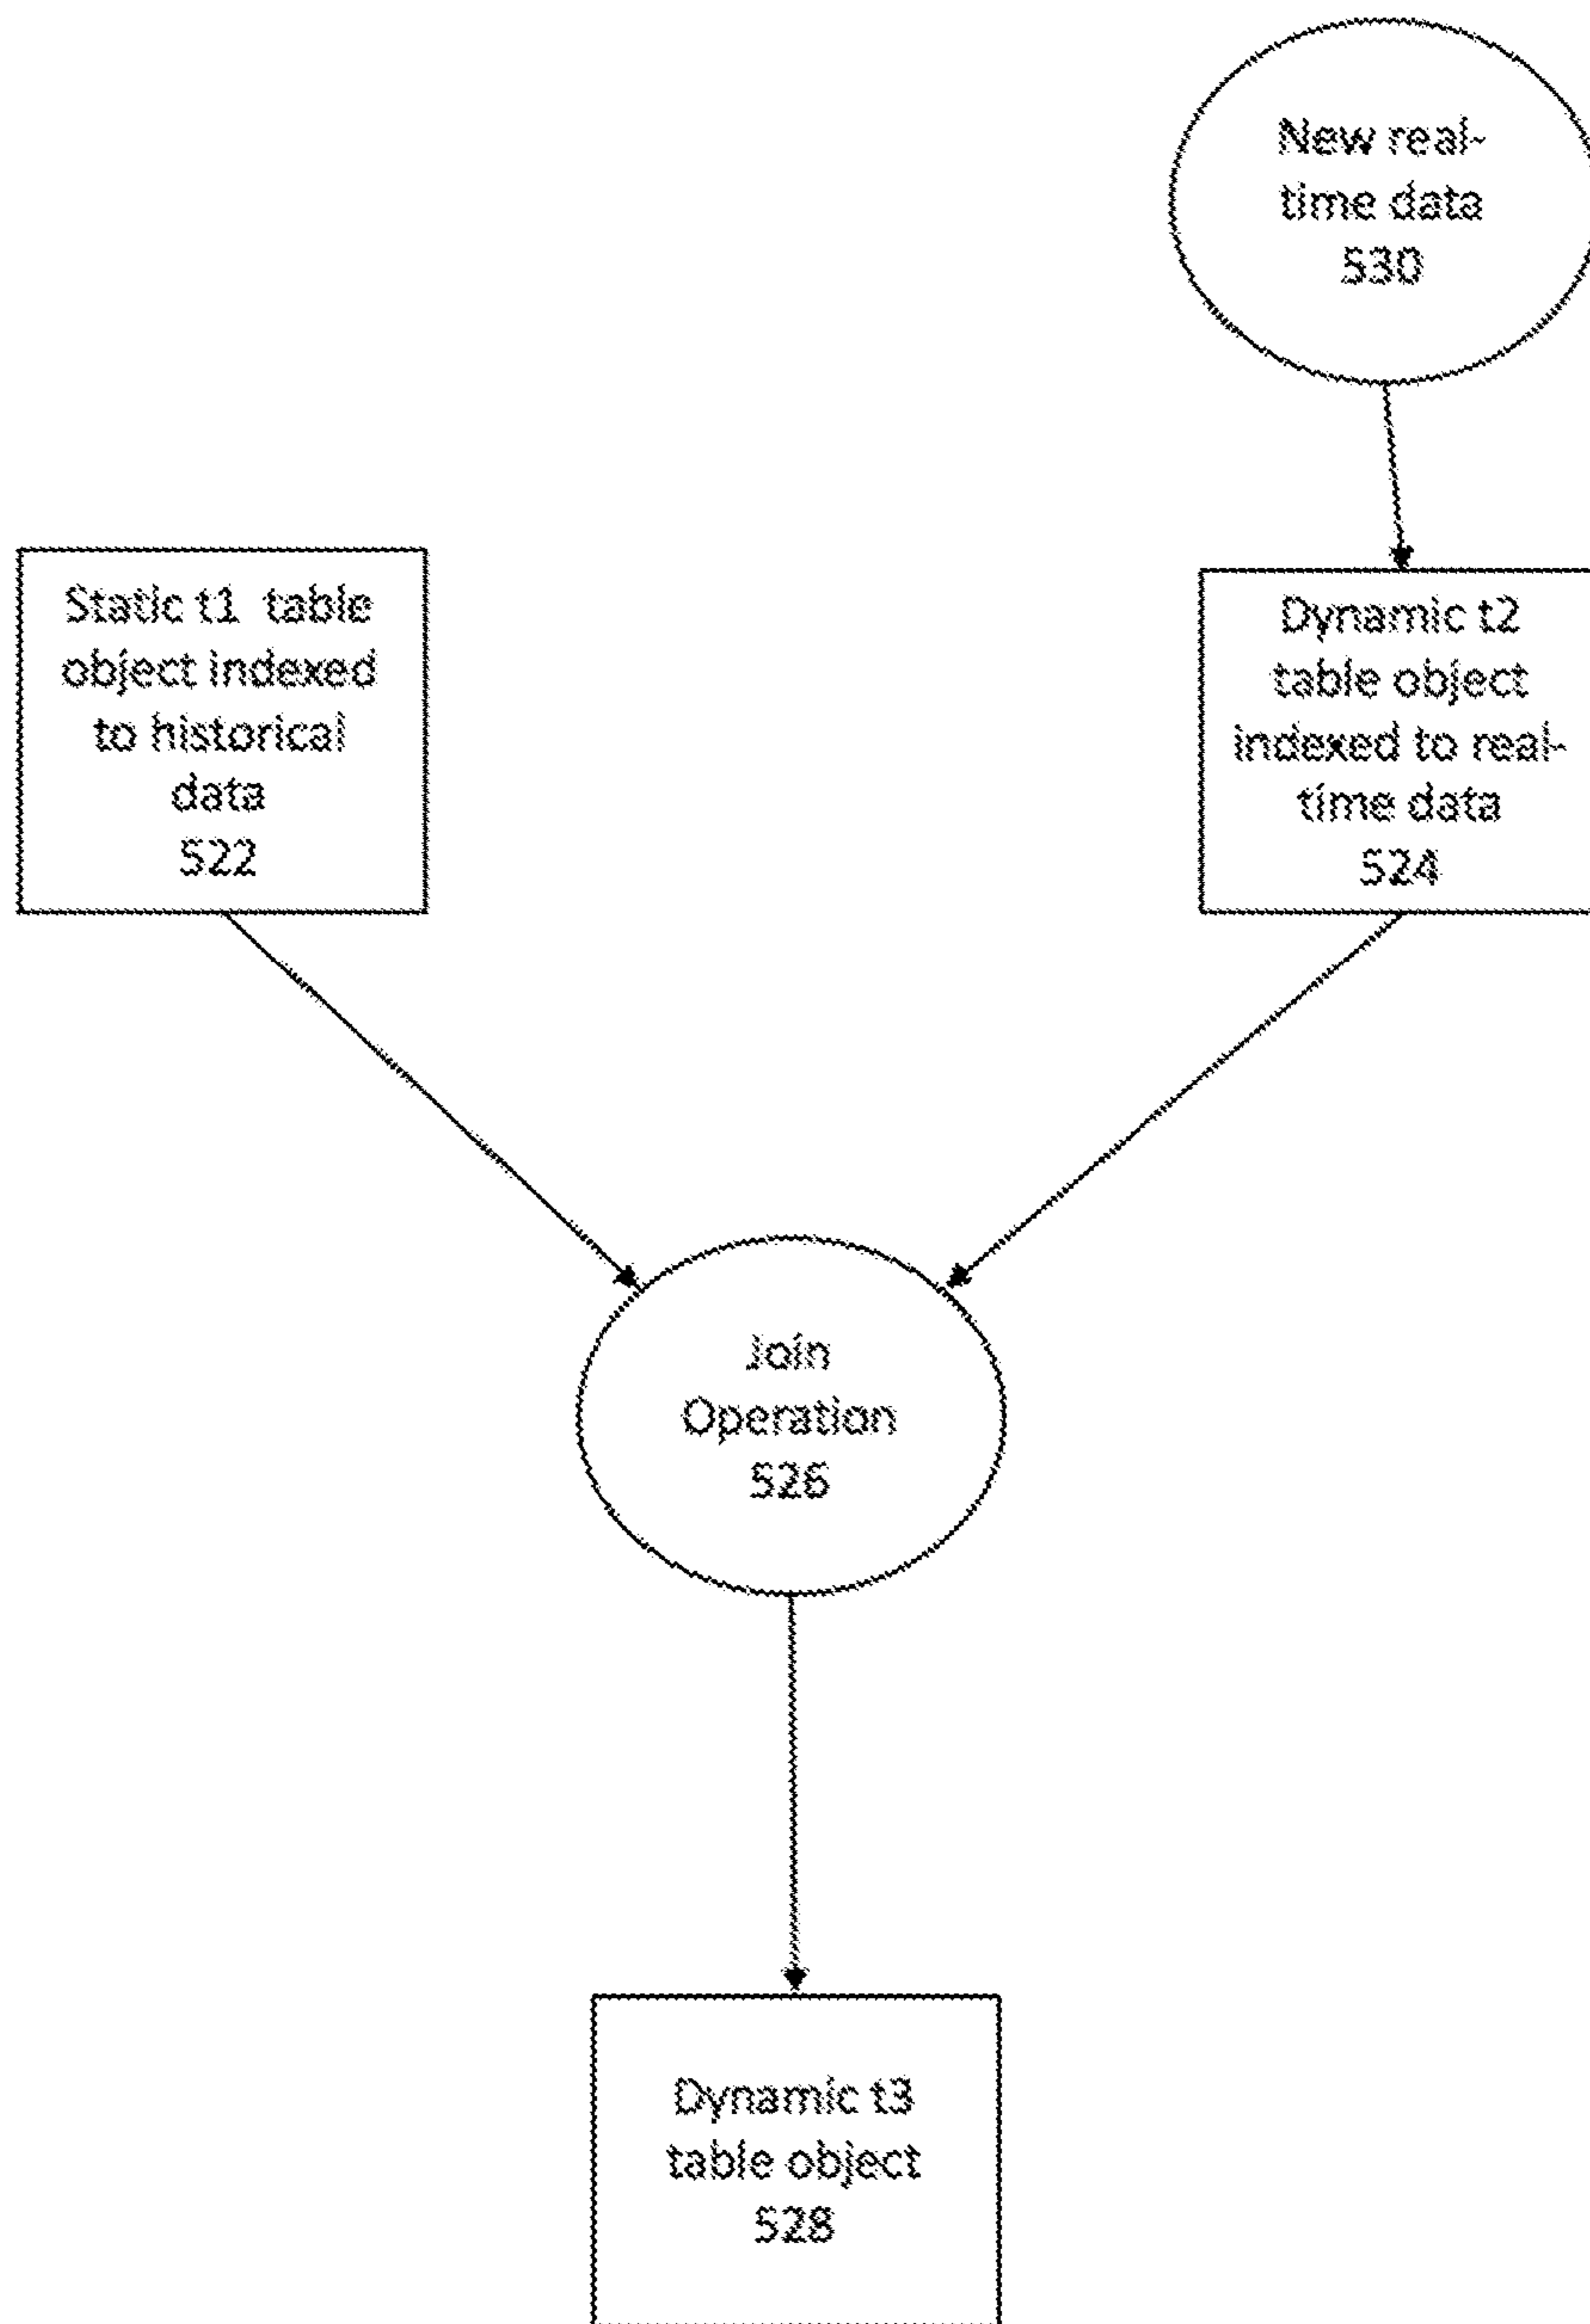 New real-
time data
530
Static t1 table
object indexed
to historical
data
522
Dynamic t2
table object
indexed to real-
time data
524
Join
Operation
526
Dynamic t3
table object
528